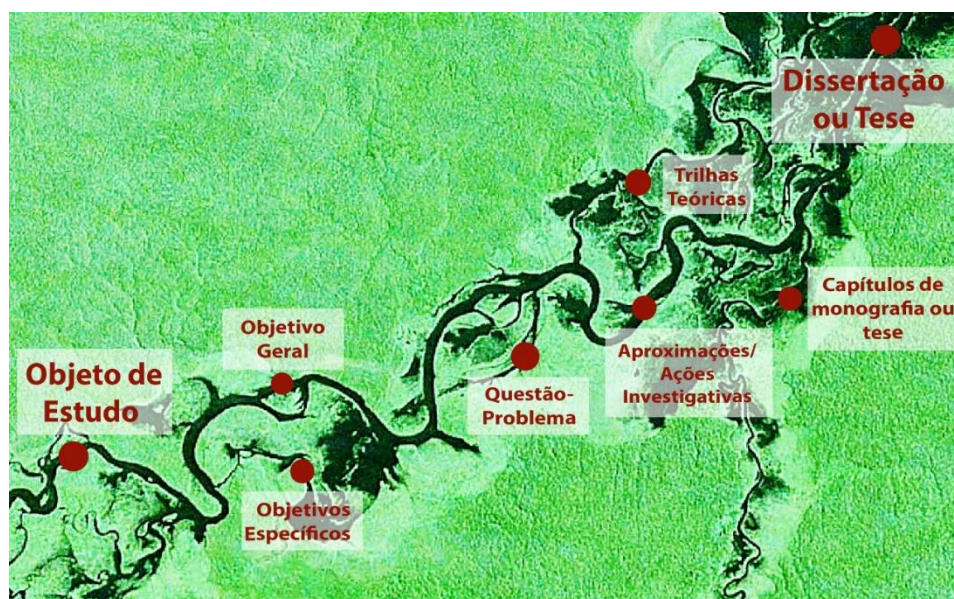 Dissertação
ou Tese
Trilhas
Teóricas
Capítulos de
monografia ou
tese
Objetivo
Geral
Aproximações/
Ações
Investigativas
Objeto de
Estudo
Questão-
Problema
Objetivos
Específicos